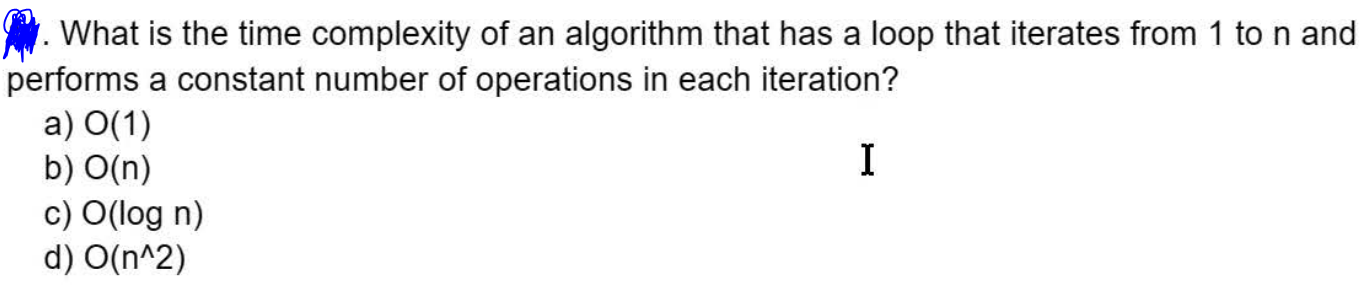 . What is the time complexity of an algorithm that has a loop that iterates from 1 to n and
performs a constant number of operations in each iteration?
a) O(1)
b) O(n)
c) O(log n)
d) O(n^2)